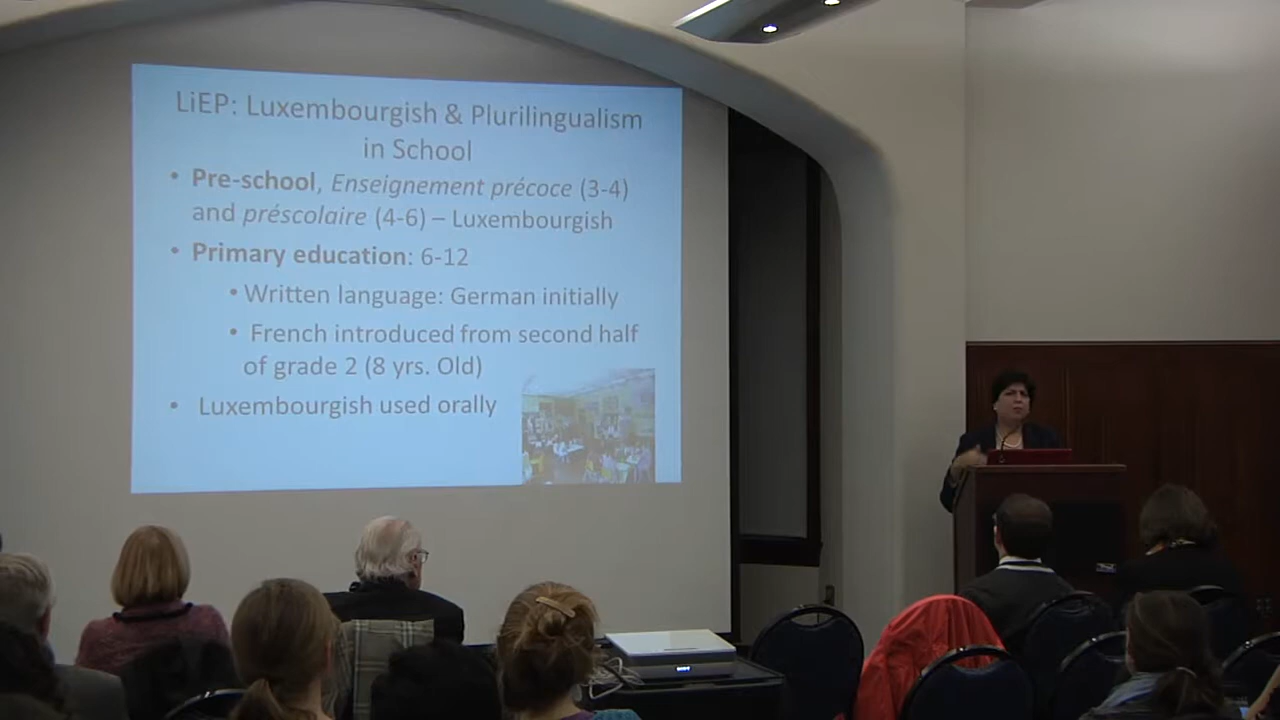 LiEP: Luxembourgish & Plurilingualism
in School
• Pre-school, Enseignement précoce (3-4)
and préscolaire (4-6) – Luxembourgish
• Primary education: 6-12
• Written language: German initially
• French introduced from second half
of grade 2 (8 yrs. Old)
• Luxembourgish used orally